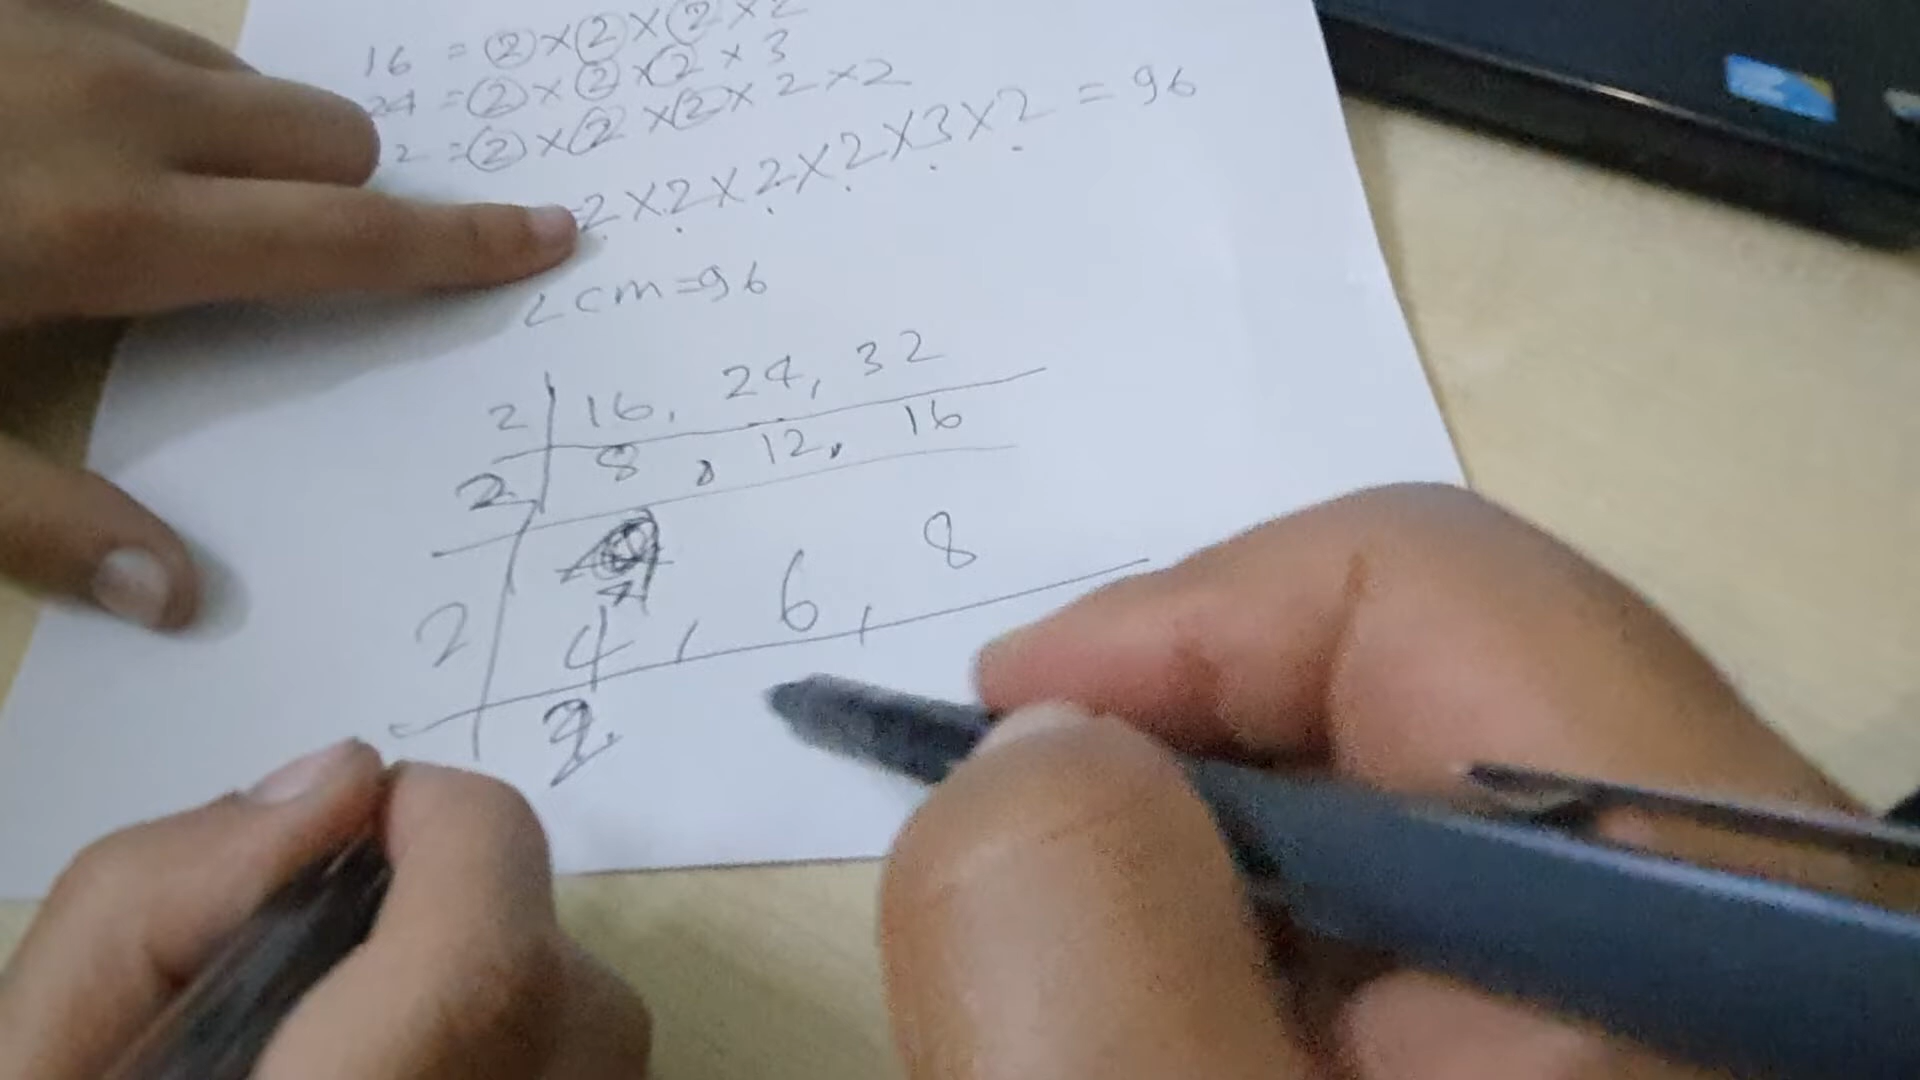 16 = 2 × 2 × 2 × 2
24 = 2 × 2 × 2 × 3
2 = 2 × 2 × 2 × 2 × 2
= 2 × 2 × 2 × 2 × 3 × 2 = 96
Lcm = 96
2 | 16, 24, 32
2 | 8, 12, 16
2 | 4, 6, 8
2